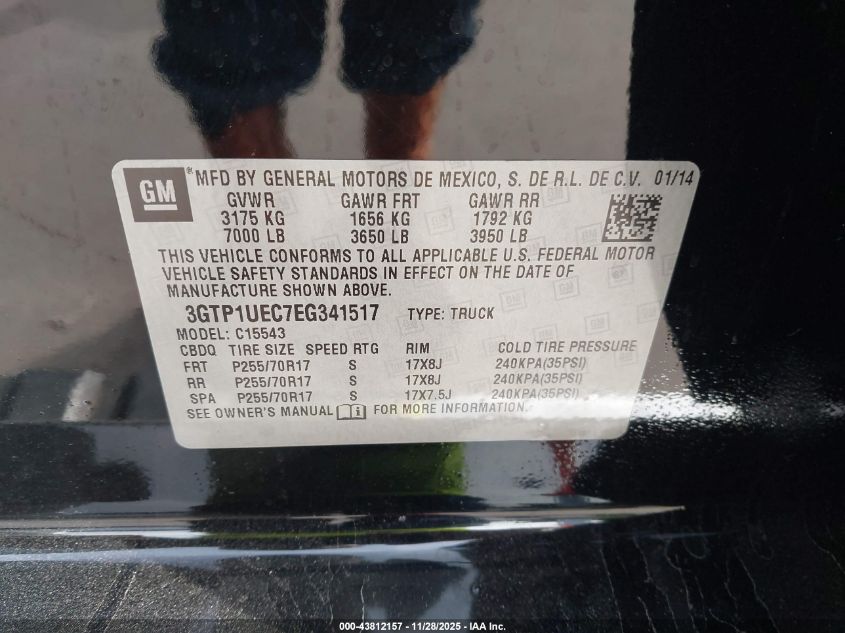 GM ® MFD BY GENERAL MOTORS DE MEXICO, S. DE R.L. DE C.V. 01/14
GVWR GAWR FRT GAWR RR
3175 KG 1656 KG 1792 KG
7000 LB 3650 LB 3950 LB
THIS VEHICLE CONFORMS TO ALL APPLICABLE U.S. FEDERAL MOTOR
VEHICLE SAFETY STANDARDS IN EFFECT ON THE DATE OF
MANUFACTURE SHOWN ABOVE.
3GTP1UEC7EG341517 TYPE: TRUCK
MODEL: C15543
CBDQ TIRE SIZE SPEED RTG RIM COLD TIRE PRESSURE
FRT P255/70R17 S 17X8J 240KPA(35PSI)
RR P255/70R17 S 17X8J 240KPA(35PSI)
SPA P255/70R17 S 17X7.5J 240KPA(35PSI)
SEE OWNER'S MANUAL i FOR MORE INFORMATION.
000-43812157 - 11/28/2025 - IAA Inc.